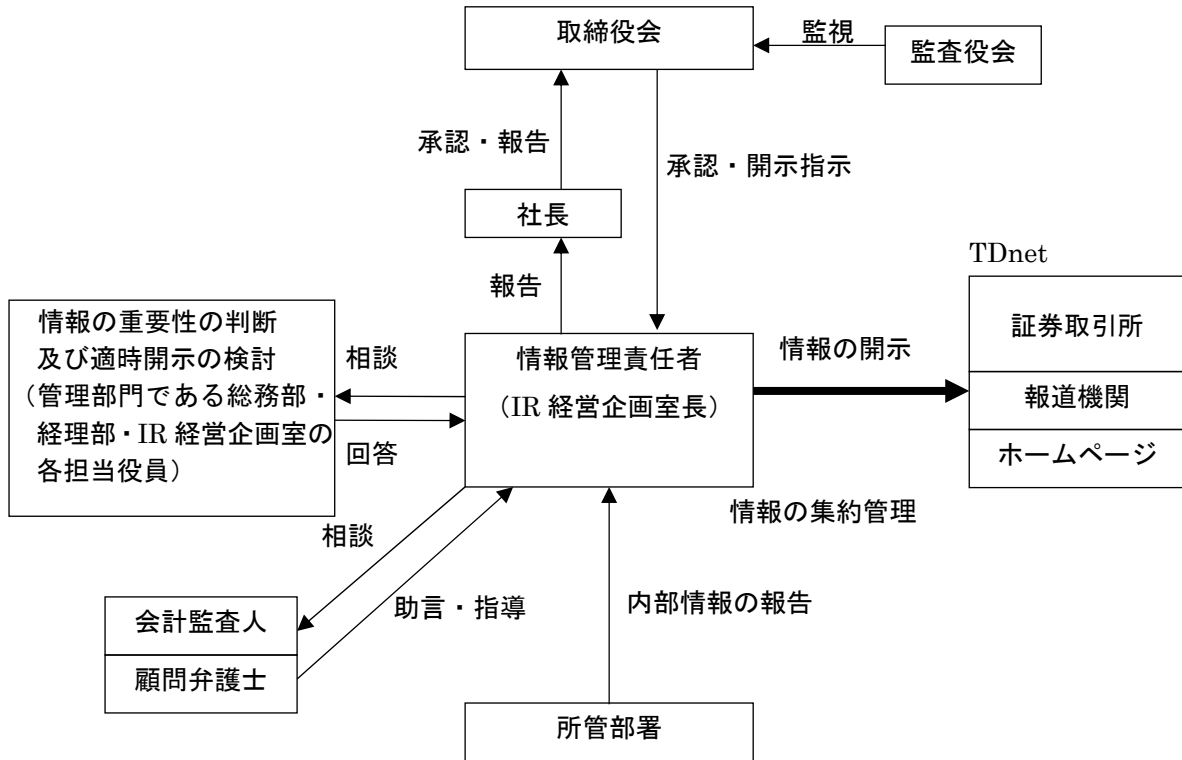 取締役会
監視
監査役会
承認・報告
承認・開示指示
社長
報告
TDnet
情報の重要性の判断
及び適時開示の検討
（管理部門である総務部・
経理部・IR 経営企画室の
各担当役員）
相談
回答
情報管理責任者
（IR 経営企画室長）
情報の開示
証券取引所
報道機関
ホームページ
情報の集約管理
相談
助言・指導
内部情報の報告
会計監査人
顧問弁護士
所管部署